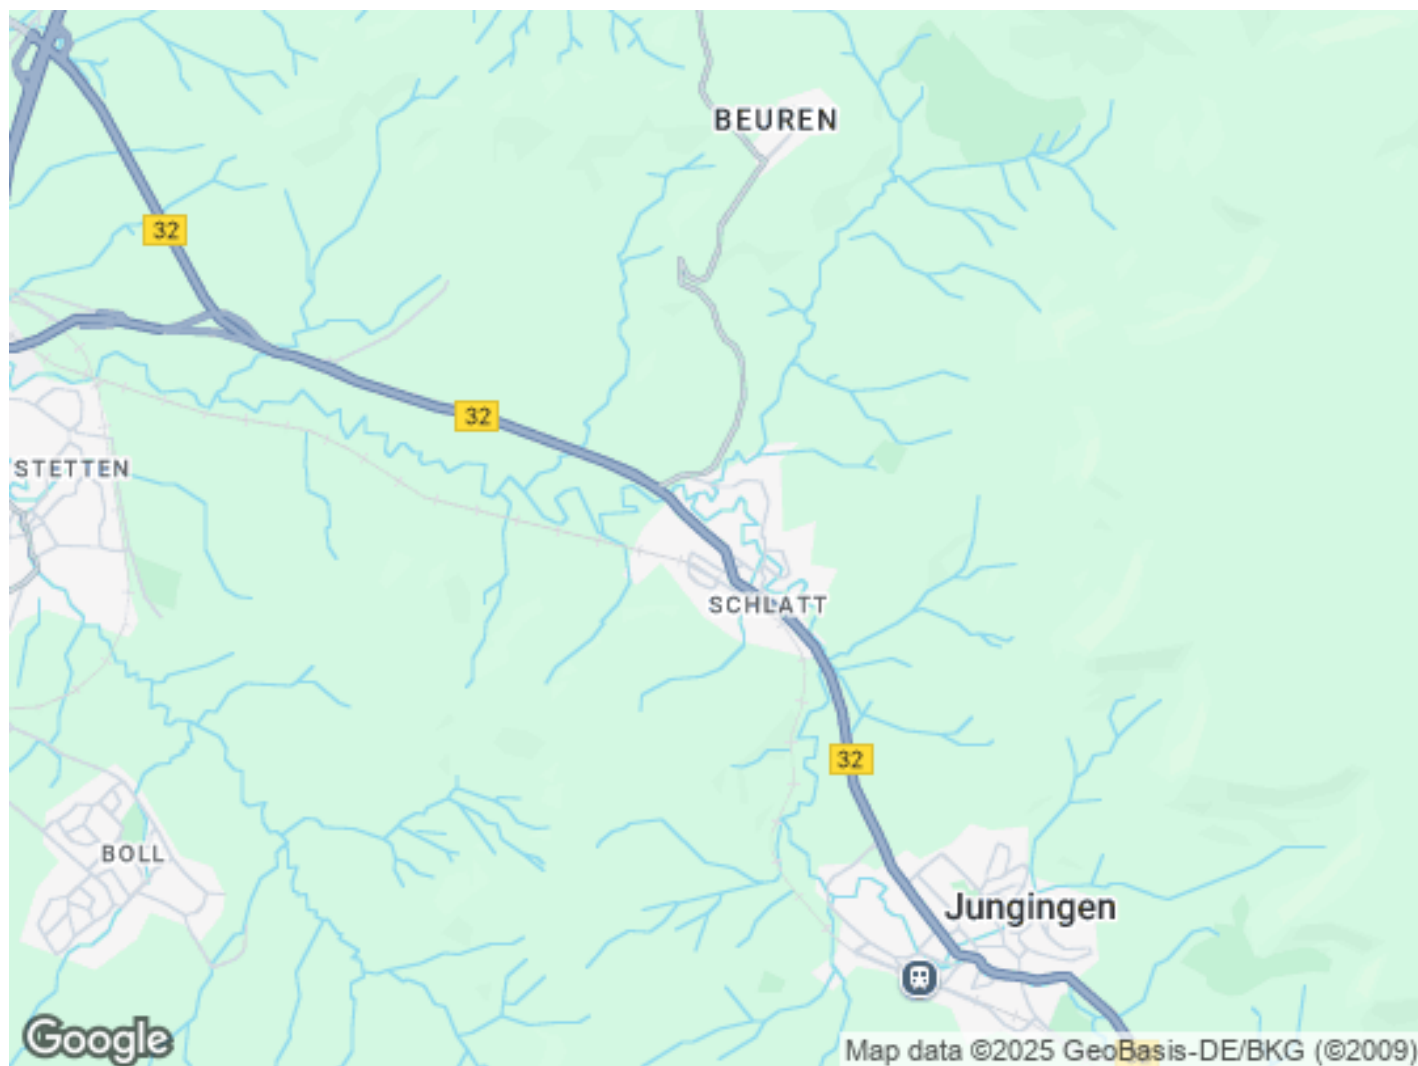 BEUREN
32
32
STETTEN
SCHLATT
32
BOLL
Jungingen
Google
Map data ©2025 GeoBasis-DE/BKG (©2009)